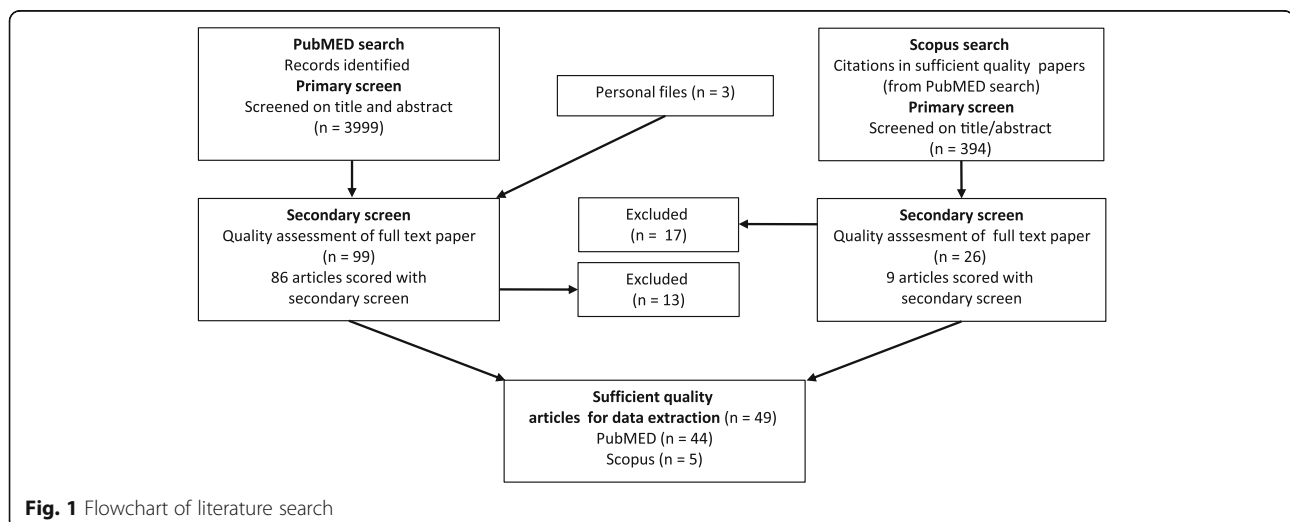 PubMED search
Records identified
Primary screen
Screened on title and abstract
(n = 3999)
Personal files (n = 3)
Scopus search
Citations in sufficient quality papers
(from PubMED search)
Primary screen
Screened on title/abstract
(n = 394)
Secondary screen
Quality assessment of full text paper
(n = 99)
86 articles scored with
secondary screen
Excluded
(n = 17)
Excluded
(n = 13)
Secondary screen
Quality asssesment of full text paper
(n = 26)
9 articles scored with
secondary screen
Sufficient quality
articles for data extraction (n = 49)
PubMED (n = 44)
Scopus (n = 5)
Fig. 1 Flowchart of literature search